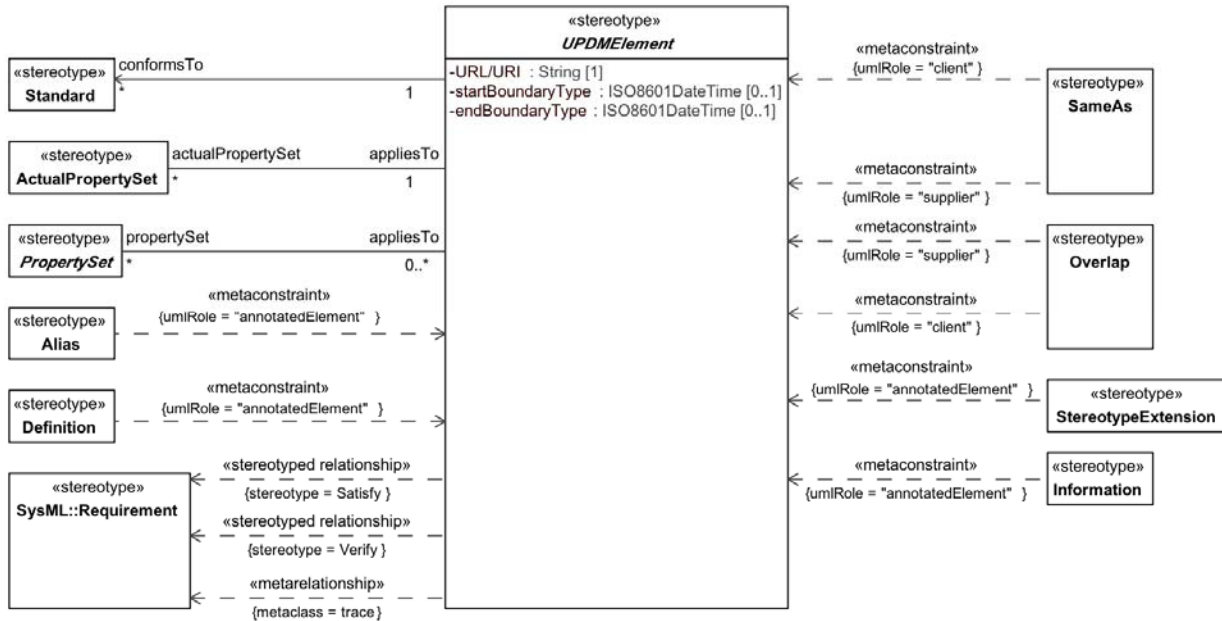 «stereotype»
UPDMElement
-URL/URI : String [1]
-startBoundaryType : ISO8601DateTime [0..1]
-endBoundaryType : ISO8601DateTime [0..1]
«stereotype»
Standard
conformsTo
*
1
«stereotype»
ActualPropertySet
actualPropertySet
appliesTo
*
1
«stereotype»
PropertySet
propertySet
appliesTo
*
0..*
«stereotype»
Alias
«metaconstraint»
{umlRole = "annotatedElement" }
«stereotype»
Definition
«metaconstraint»
{umlRole = "annotatedElement" }
«stereotype»
SysML::Requirement
«stereotyped relationship»
{stereotype = Satisfy }
«stereotyped relationship»
{stereotype = Verify }
«metarelationship»
{metaclass = trace}
«metaconstraint»
{umlRole = "client" }
«stereotype»
SameAs
«metaconstraint»
{umlRole = "supplier" }
«metaconstraint»
{umlRole = "supplier" }
«stereotype»
Overlap
«metaconstraint»
{umlRole = "client" }
«metaconstraint»
{umlRole = "annotatedElement" }
«stereotype»
StereotypeExtension
«metaconstraint»
{umlRole = "annotatedElement" }
«stereotype»
Information